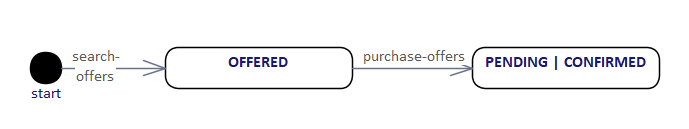 search-
offers
start
OFFERED
purchase-offers
PENDING | CONFIRMED